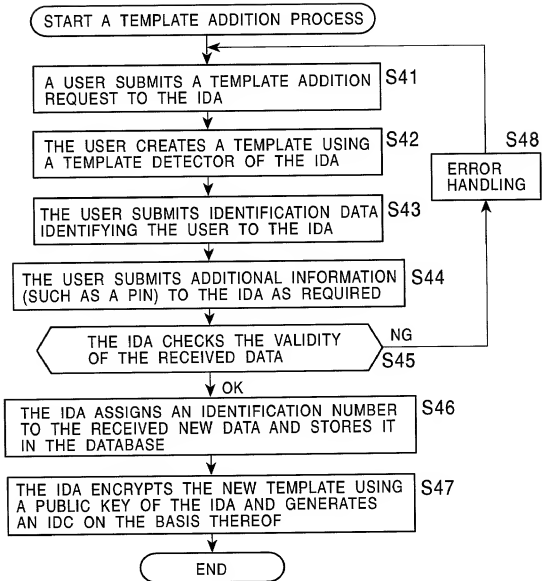 START A TEMPLATE ADDITION PROCESS
A USER SUBMITS A TEMPLATE ADDITION
REQUEST TO THE IDA
S41
THE USER CREATES A TEMPLATE USING
A TEMPLATE DETECTOR OF THE IDA
S42
S48
ERROR
HANDLING
THE USER SUBMITS IDENTIFICATION DATA
IDENTIFYING THE USER TO THE IDA
S43
THE USER SUBMITS ADDITIONAL INFORMATION
(SUCH AS A PIN) TO THE IDA AS REQUIRED
S44
THE IDA CHECKS THE VALIDITY
OF THE RECEIVED DATA
NG
S45
OK
THE IDA ASSIGNS AN IDENTIFICATION NUMBER
TO THE RECEIVED NEW DATA AND STORES IT
IN THE DATABASE
S46
THE IDA ENCRYPTS THE NEW TEMPLATE USING
A PUBLIC KEY OF THE IDA AND GENERATES
AN IDC ON THE BASIS THEREOF
S47
END